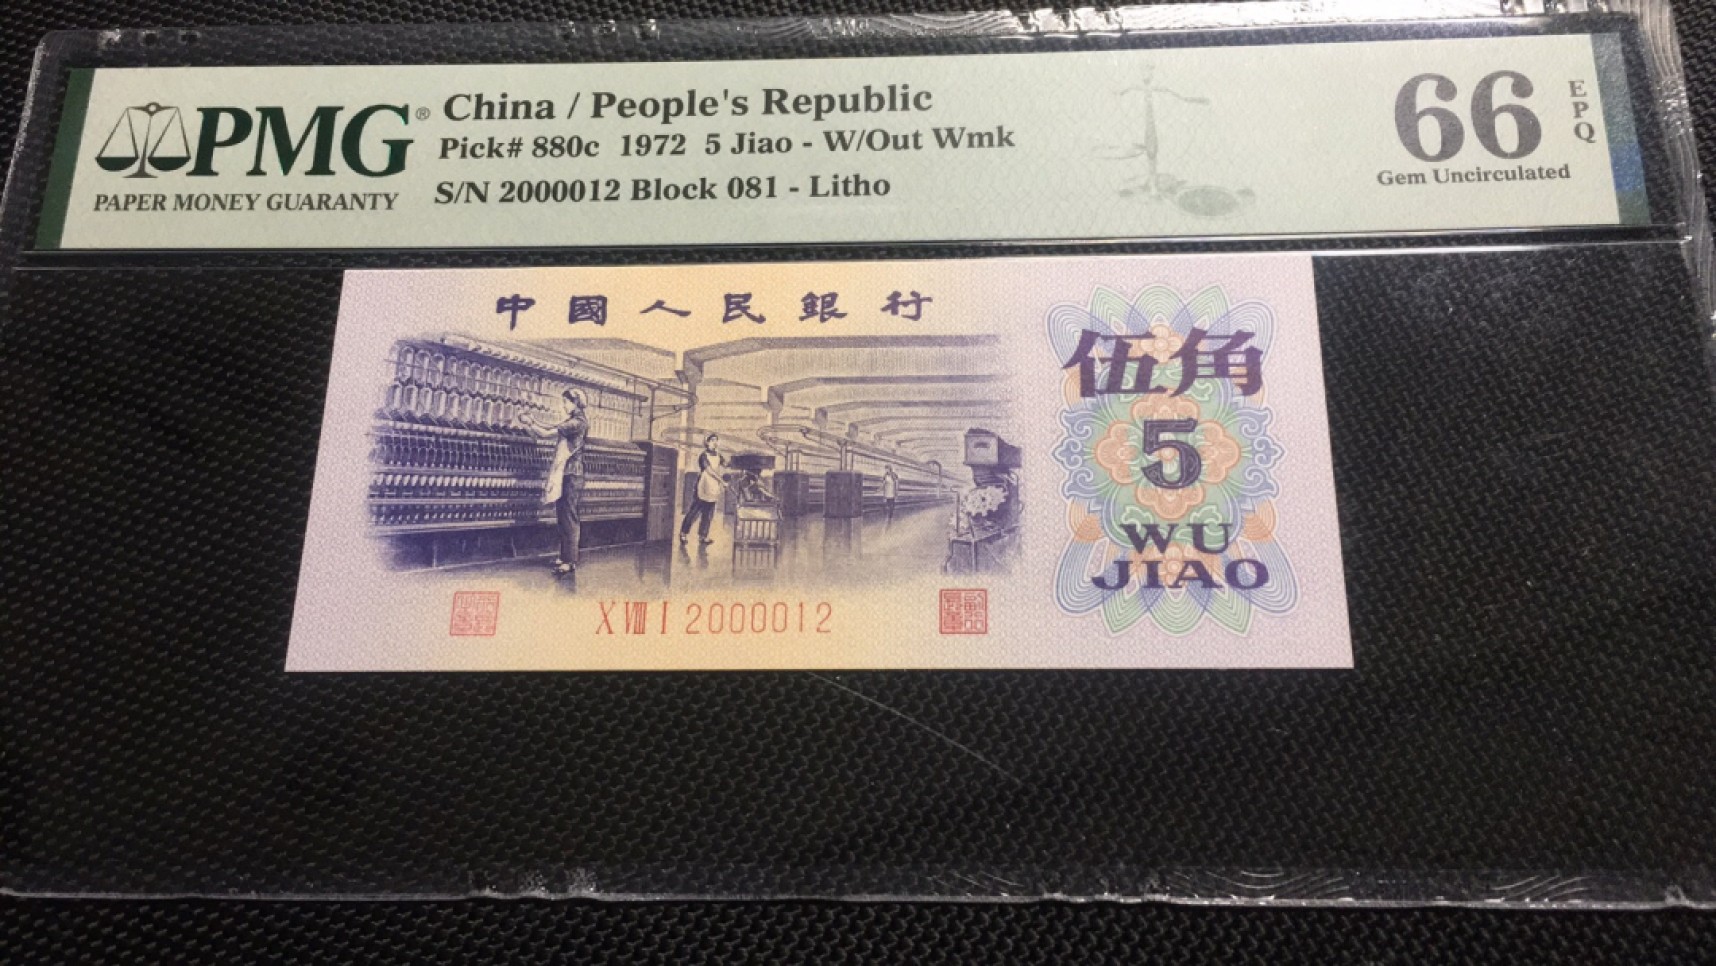 PMG®
PAPER MONEY GUARANTY
China / People's Republic
Pick# 880c 1972 5 Jiao - W/Out Wmk
S/N 2000012 Block 081 - Litho
66
EPQ
Gem Uncirculated
中國人民銀行
伍角
5
WU
JIAO
X VIII I 2000012